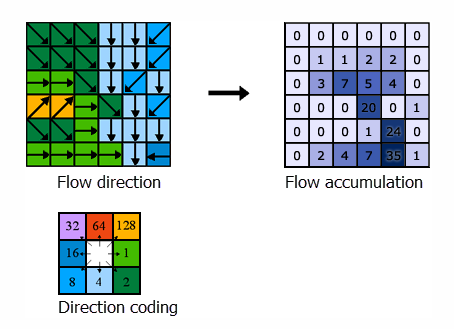 0 0 0 0 0 0
0 1 1 2 2 0
0 3 7 5 4 0
0 0 0 20 0 1
0 0 0 1 24 0
0 2 4 7 35 1
Flow direction
Flow accumulation
32 64 128
16 1
8 4 2
Direction coding